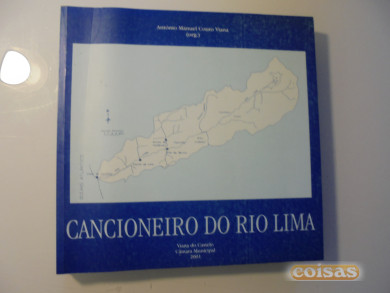 António Manuel Couto Viana
(org.)
CANCIONEIRO DO RIO LIMA
Viana do Castelo
Câmara Municipal
2001
coisas